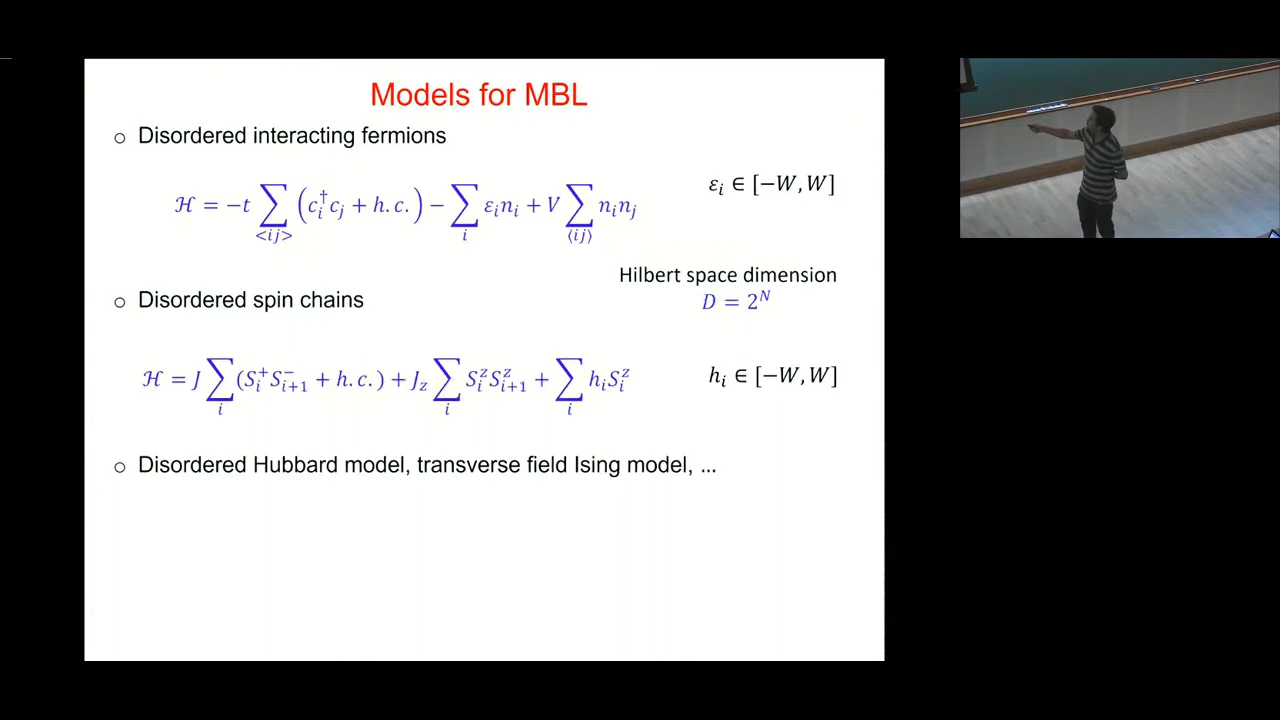 Models for MBL
○ Disordered interacting fermions
ℋ = −t ∑_{<ij>} (c_i^† c_j + h.c.) − ∑_i ε_i n_i + V ∑_{⟨ij⟩} n_i n_j
ε_i ∈ [−W, W]
Hilbert space dimension
D = 2^N
○ Disordered spin chains
ℋ = J ∑_i (S_i^+ S_{i+1}^− + h.c.) + J_z ∑_i S_i^z S_{i+1}^z + ∑_i h_i S_i^z
h_i ∈ [−W, W]
○ Disordered Hubbard model, transverse field Ising model, ...